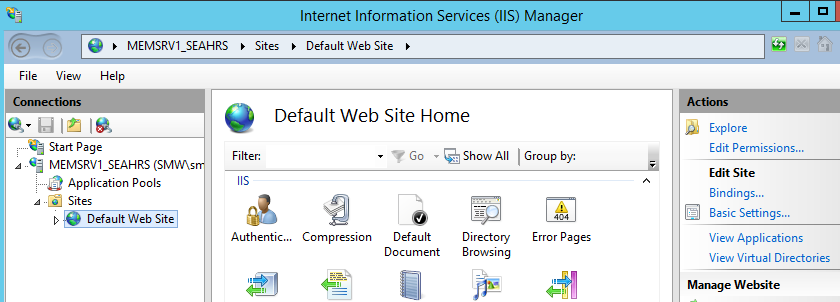 Internet Information Services (IIS) Manager
MEMSRV1_SEAHRS Sites Default Web Site
File View Help
Connections
Start Page
MEMSRV1_SEAHRS (SMW\sm
Application Pools
Sites
Default Web Site
Default Web Site Home
Filter: Go Show All Group by:
IIS
Authentic... Compression Default Document Directory Browsing Error Pages
404
Actions
Explore
Edit Permissions...
Edit Site
Bindings...
Basic Settings...
View Applications
View Virtual Directories
Manage Website